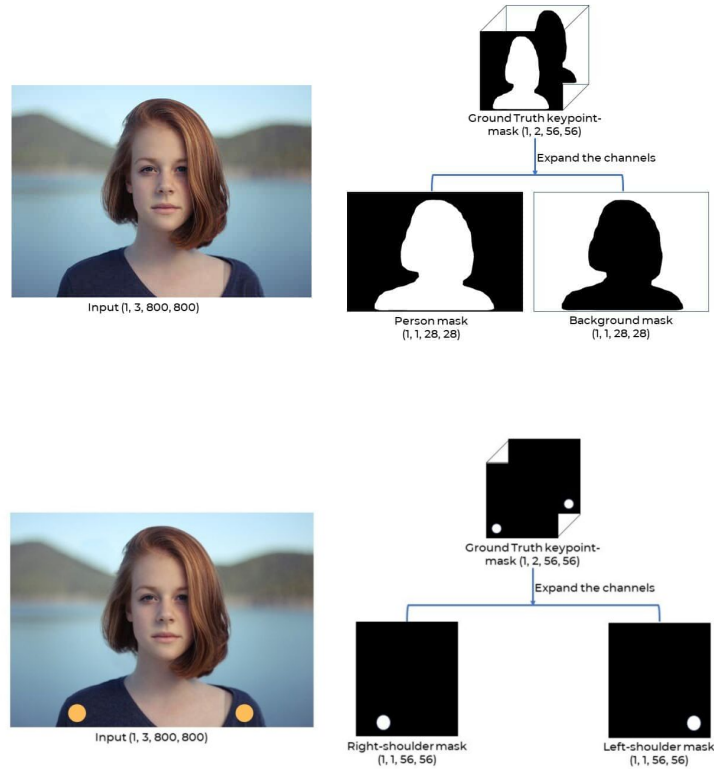 Ground Truth keypoint-
mask (1, 2, 56, 56)
Expand the channels
Input (1, 3, 800, 800)
Person mask
(1, 1, 28, 28)
Background mask
(1, 1, 28, 28)
Ground Truth keypoint-
mask (1, 2, 56, 56)
Expand the channels
Input (1, 3, 800, 800)
Right-shoulder mask
(1, 1, 56, 56)
Left-shoulder mask
(1, 1, 56, 56)